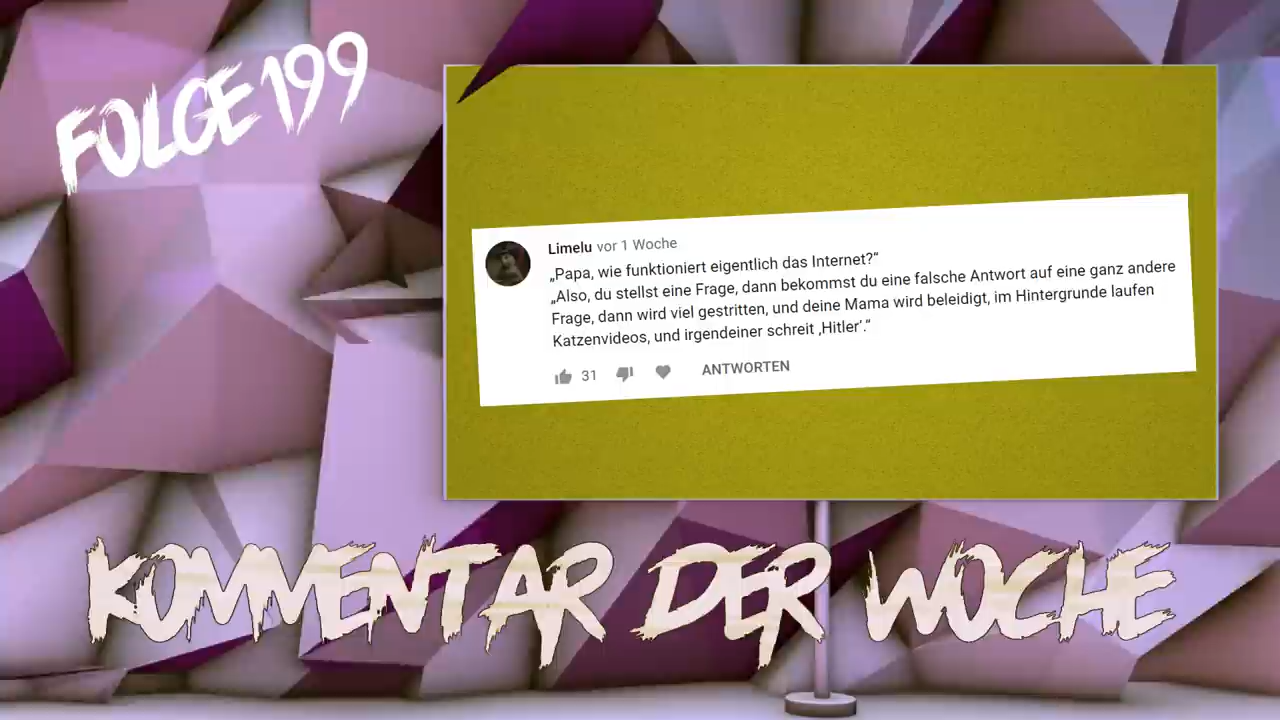 FOLGE 199
Limelu vor 1 Woche
„Papa, wie funktioniert eigentlich das Internet?“
„Also, du stellst eine Frage, dann bekommst du eine falsche Antwort auf eine ganz andere
Frage, dann wird viel gestritten, und deine Mama wird beleidigt, im Hintergrunde laufen
Katzenvideos, und irgendeiner schreit ‚Hitler‘.“
31 ANTWORTEN
KOMMENTAR DER WOCHE